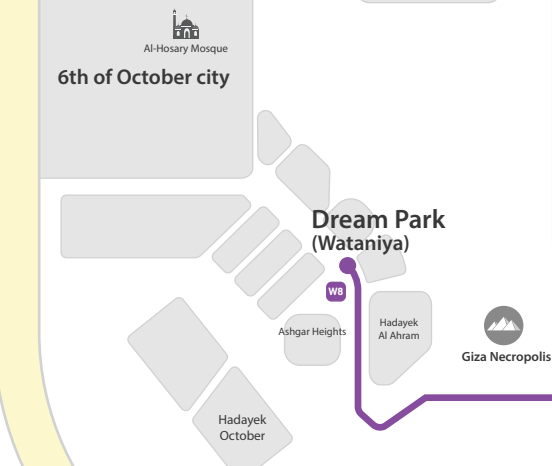 Al-Hosary Mosque
6th of October city
Dream Park
(Wataniya)
W8
Ashgar Heights
Hadayek
Al Ahram
Giza Necropolis
Hadayek
October